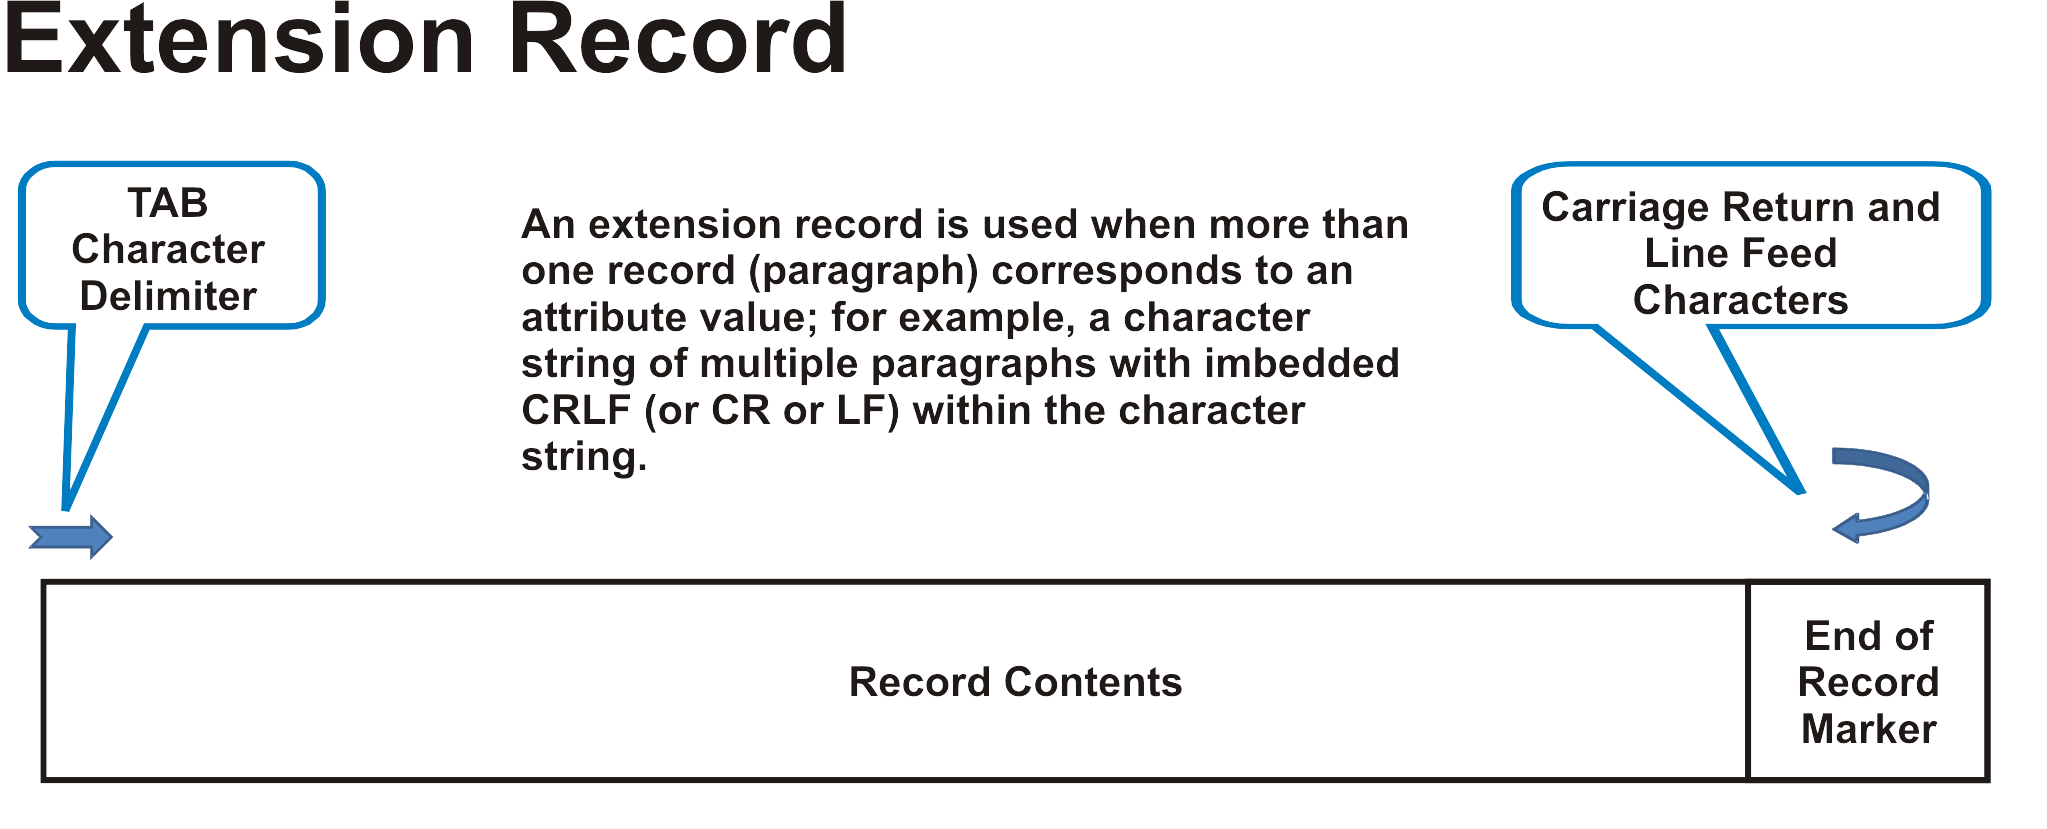 Extension Record
TAB
Character
Delimiter
An extension record is used when more than
one record (paragraph) corresponds to an
attribute value; for example, a character
string of multiple paragraphs with imbedded
CRLF (or CR or LF) within the character
string.
Carriage Return and
Line Feed
Characters
Record Contents
End of
Record
Marker